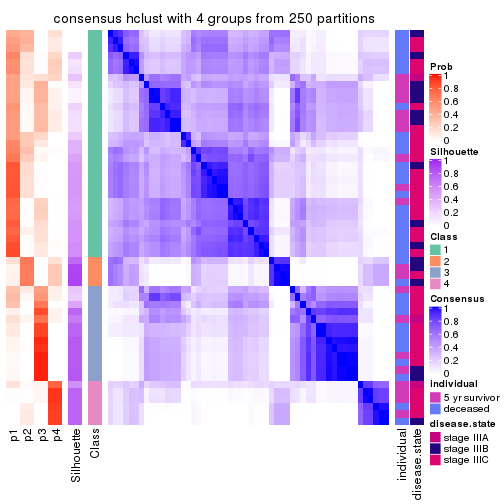 consensus hclust with 4 groups from 250 partitions
Prob
1
0.8
0.6
0.4
0.2
0
Silhouette
1
0.8
0.6
0.4
0.2
0
Class
1
2
3
4
Consensus
1
0.8
0.6
0.4
0.2
0
individual
5 yr survivor
deceased
disease.state
stage IIIA
stage IIIB
stage IIIC
p1
p2
p3
p4
Silhouette
Class
individual
disease.state